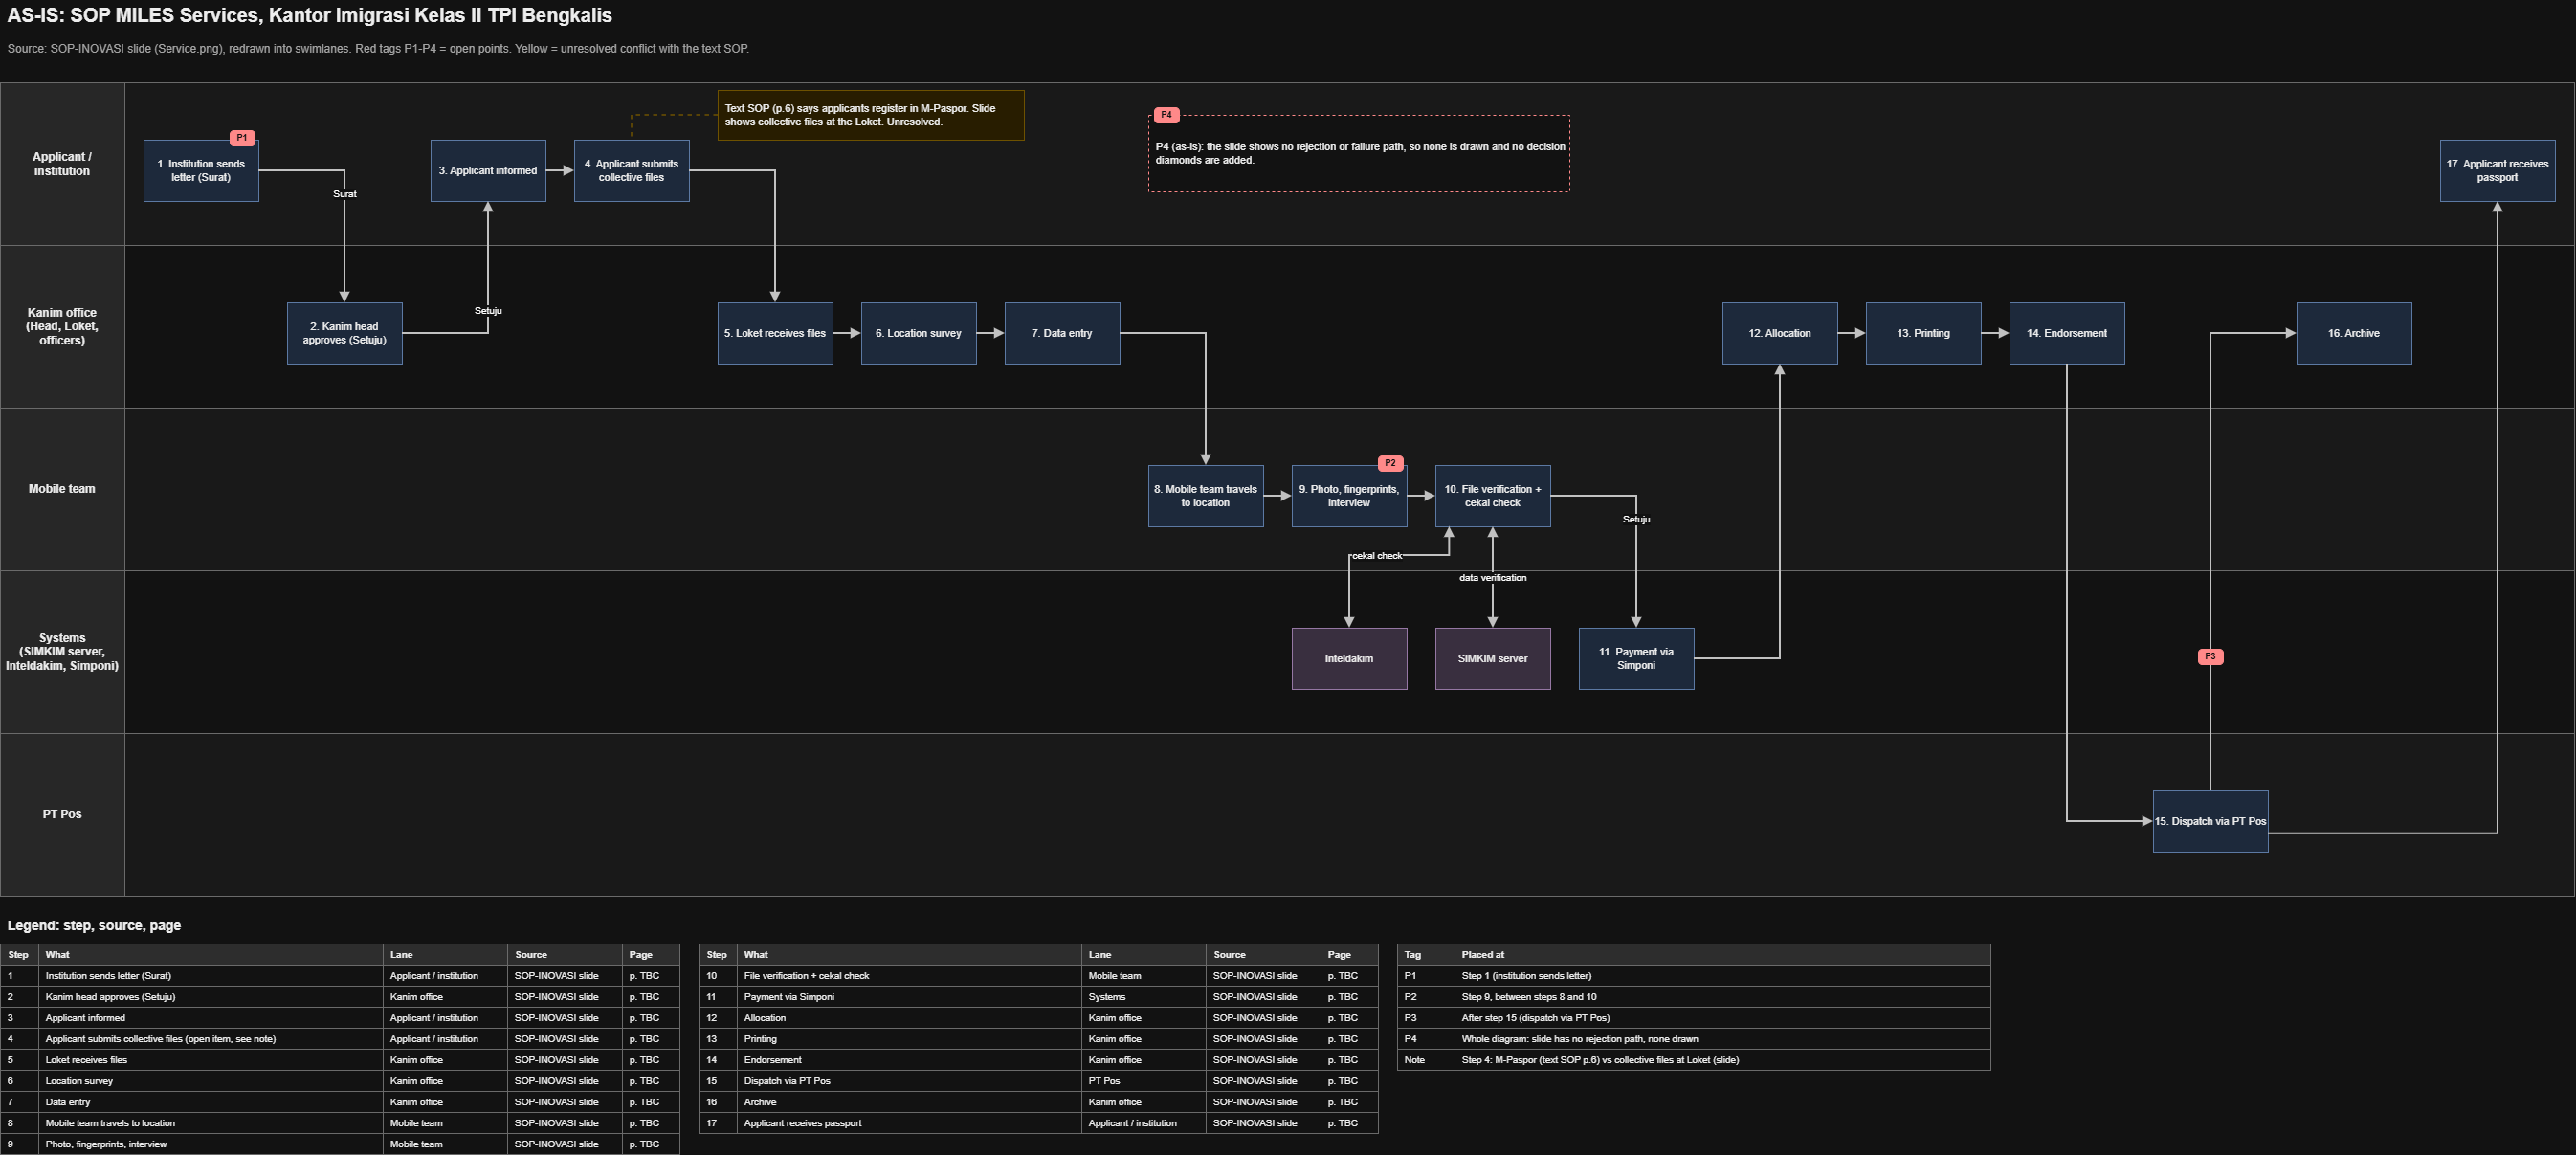 AS-IS: SOP MILES Services, Kantor Imigrasi Kelas II TPI Bengkalis
Source: SOP-INOVASI slide (Service.png), redrawn into swimlanes. Red tags P1-P4 = open points. Yellow = unresolved conflict with the text SOP.
Applicant /
institution
P1
1. Institution sends
letter (Surat)
Surat
3. Applicant informed
4. Applicant submits
collective files
Text SOP (p.6) says applicants register in M-Paspor. Slide
shows collective files at the Loket. Unresolved.
P4
P4 (as-is): the slide shows no rejection or failure path, so none is drawn and no decision
diamonds are added.
17. Applicant receives
passport
Kanim office
(Head, Loket,
officers)
2. Kanim head
approves (Setuju)
Setuju
5. Loket receives files
6. Location survey
7. Data entry
12. Allocation
13. Printing
14. Endorsement
16. Archive
Mobile team
8. Mobile team travels
to location
P2
9. Photo, fingerprints,
interview
10. File verification +
cekal check
Setuju
cekal check
data verification
Systems
(SIMKIM server,
Inteldakim, Simponi)
Inteldakim
SIMKIM server
11. Payment via
Simponi
P3
PT Pos
15. Dispatch via PT Pos
Legend: step, source, page
Step What Lane Source Page
1 Institution sends letter (Surat) Applicant / institution SOP-INOVASI slide p. TBC
2 Kanim head approves (Setuju) Kanim office SOP-INOVASI slide p. TBC
3 Applicant informed Applicant / institution SOP-INOVASI slide p. TBC
4 Applicant submits collective files (open item, see note) Applicant / institution SOP-INOVASI slide p. TBC
5 Loket receives files Kanim office SOP-INOVASI slide p. TBC
6 Location survey Kanim office SOP-INOVASI slide p. TBC
7 Data entry Kanim office SOP-INOVASI slide p. TBC
8 Mobile team travels to location Mobile team SOP-INOVASI slide p. TBC
9 Photo, fingerprints, interview Mobile team SOP-INOVASI slide p. TBC
Step What Lane Source Page
10 File verification + cekal check Mobile team SOP-INOVASI slide p. TBC
11 Payment via Simponi Systems SOP-INOVASI slide p. TBC
12 Allocation Kanim office SOP-INOVASI slide p. TBC
13 Printing Kanim office SOP-INOVASI slide p. TBC
14 Endorsement Kanim office SOP-INOVASI slide p. TBC
15 Dispatch via PT Pos PT Pos SOP-INOVASI slide p. TBC
16 Archive Kanim office SOP-INOVASI slide p. TBC
17 Applicant receives passport Applicant / institution SOP-INOVASI slide p. TBC
Tag Placed at
P1 Step 1 (institution sends letter)
P2 Step 9, between steps 8 and 10
P3 After step 15 (dispatch via PT Pos)
P4 Whole diagram: slide has no rejection path, none drawn
Note Step 4: M-Paspor (text SOP p.6) vs collective files at Loket (slide)